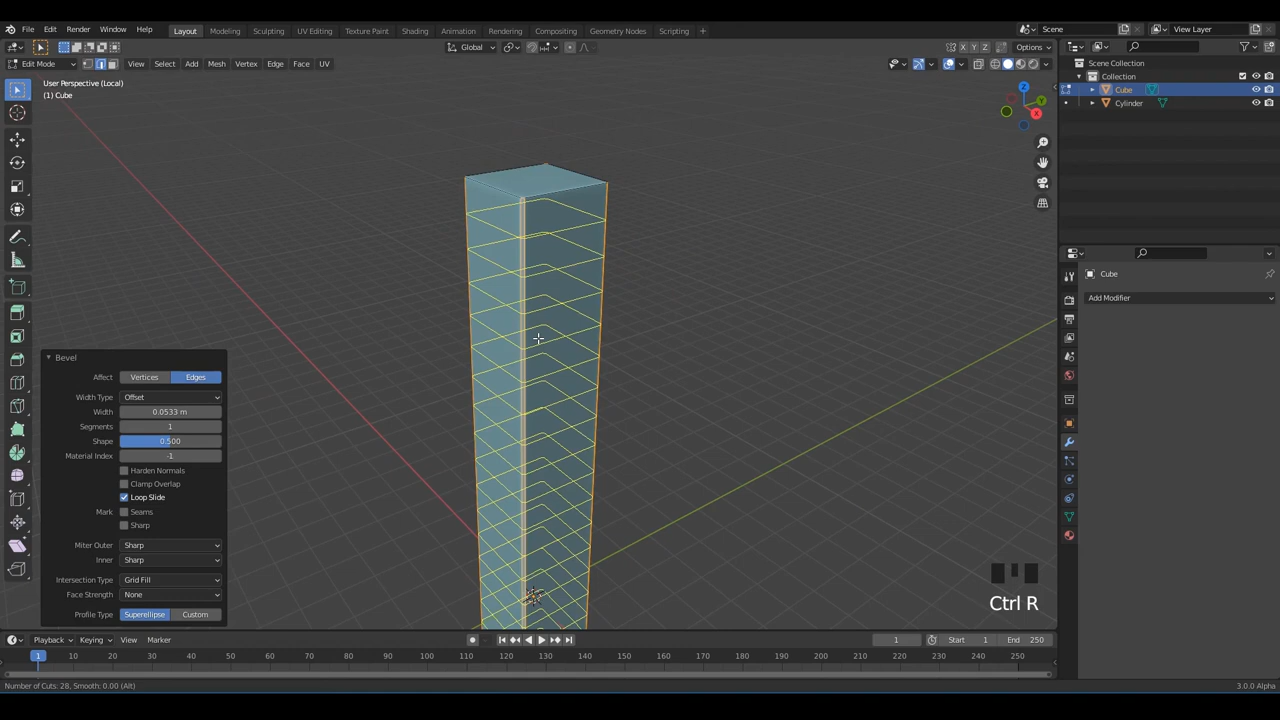 File Edit Render Window Help Layout Modeling Sculpting UV Editing Texture Paint Shading Animation Rendering Compositing Geometry Nodes Scripting + Scene View Layer
Global X Y Z Options
Edit Mode View Select Add Mesh Vertex Edge Face UV
User Perspective (Local)
(1) Cube
Scene Collection
Collection
Cube
Cylinder
Z
Y
X
Cube
Add Modifier
Bevel
Affect Vertices Edges
Width Type Offset
Width 0.0533 m
Segments 1
Shape 0.500
Material Index -1
Harden Normals
Clamp Overlap
Loop Slide
Mark Seams
Sharp
Miter Outer Sharp
Inner Sharp
Intersection Type Grid Fill
Face Strength None
Profile Type Superellipse Custom
Ctrl R
Playback Keying View Marker 1 Start 1 End 250
1 10 20 30 40 50 60 70 80 90 100 110 120 130 140 150 160 170 180 190 200 210 220 230 240 250
Number of Cuts: 28, Smooth: 0.00 (Alt) 3.0.0 Alpha